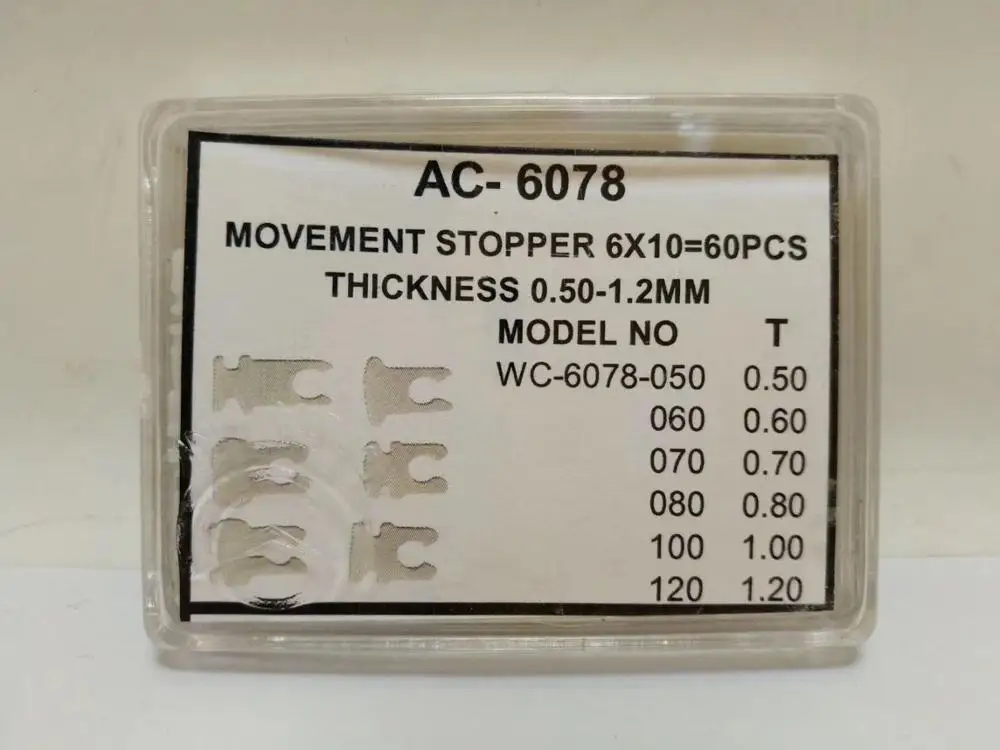 AC- 6078
MOVEMENT STOPPER 6X10=60PCS
THICKNESS 0.50-1.2MM
MODEL NO T
WC-6078-050 0.50
060 0.60
070 0.70
080 0.80
100 1.00
120 1.20